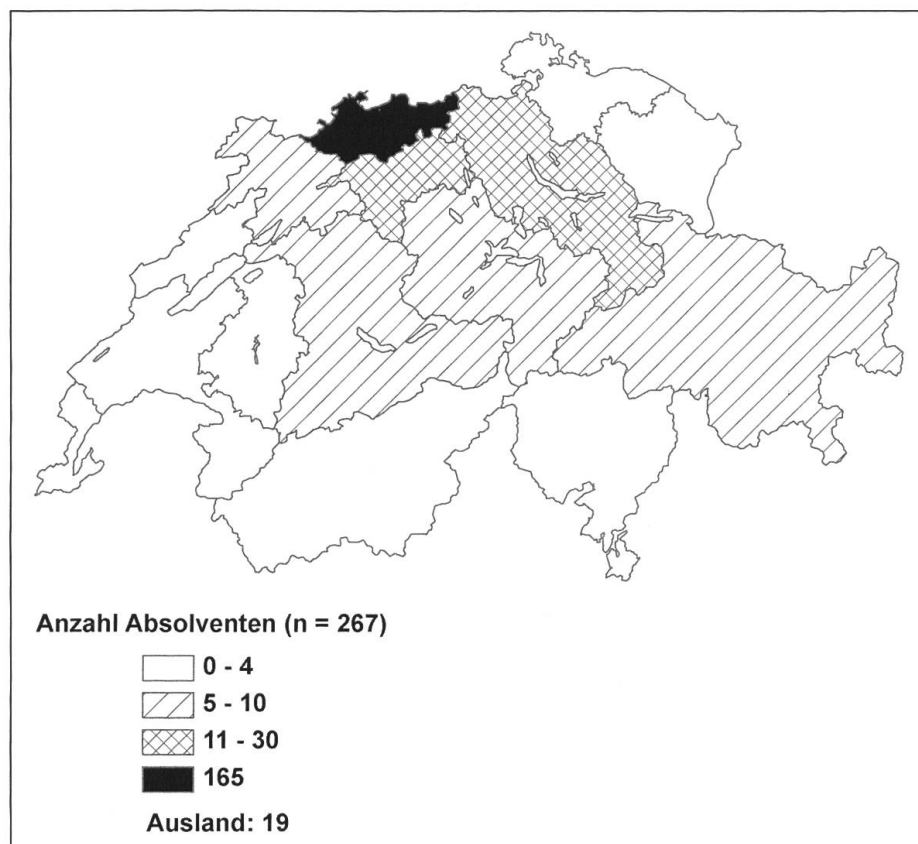 Anzahl Absolventen (n = 267)
0 - 4
5 - 10
11 - 30
165
Ausland: 19